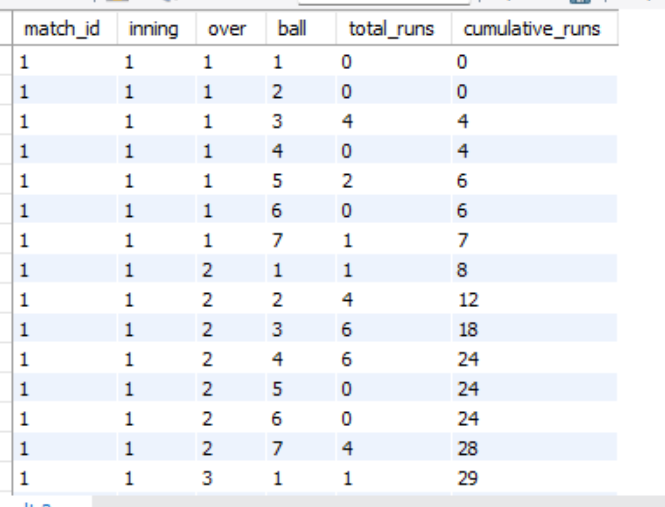 match_id inning over ball total_runs cumulative_runs
1 1 1 1 0 0
1 1 1 2 0 0
1 1 1 3 4 4
1 1 1 4 0 4
1 1 1 5 2 6
1 1 1 6 0 6
1 1 1 7 1 7
1 1 2 1 1 8
1 1 2 2 4 12
1 1 2 3 6 18
1 1 2 4 6 24
1 1 2 5 0 24
1 1 2 6 0 24
1 1 2 7 4 28
1 1 3 1 1 29